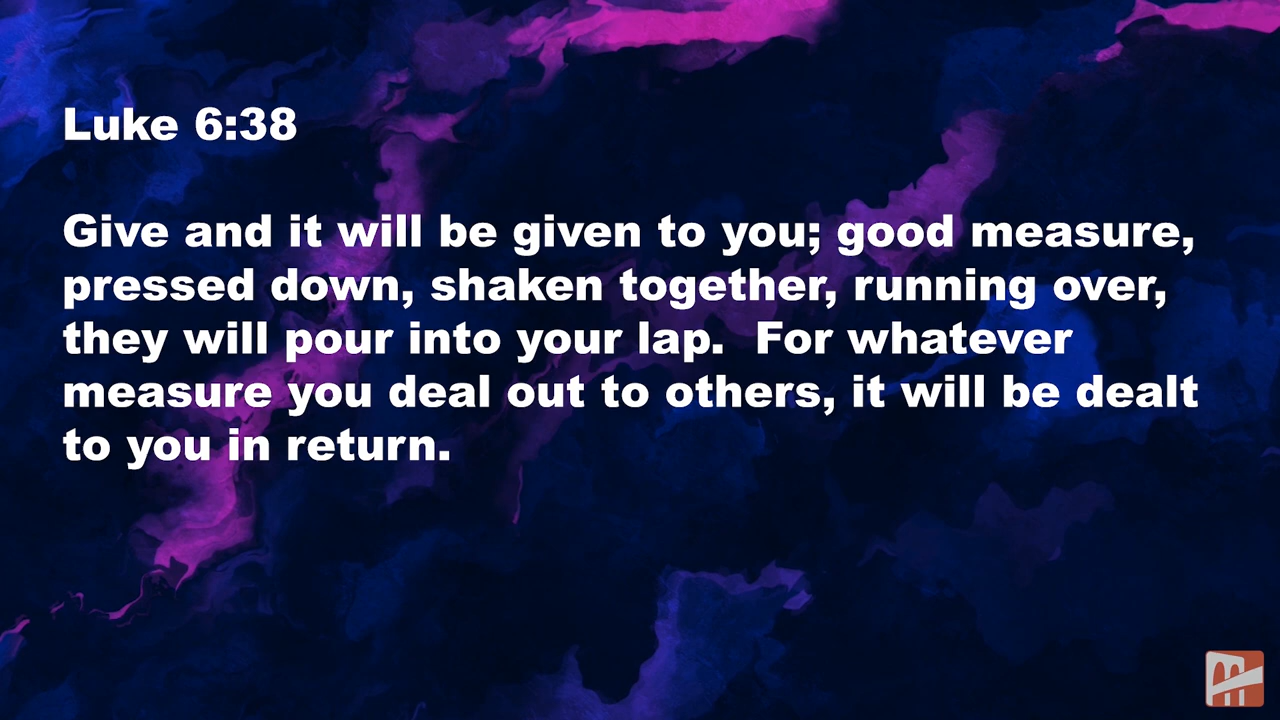 Luke 6:38
Give and it will be given to you; good measure,
pressed down, shaken together, running over,
they will pour into your lap.  For whatever
measure you deal out to others, it will be dealt
to you in return.